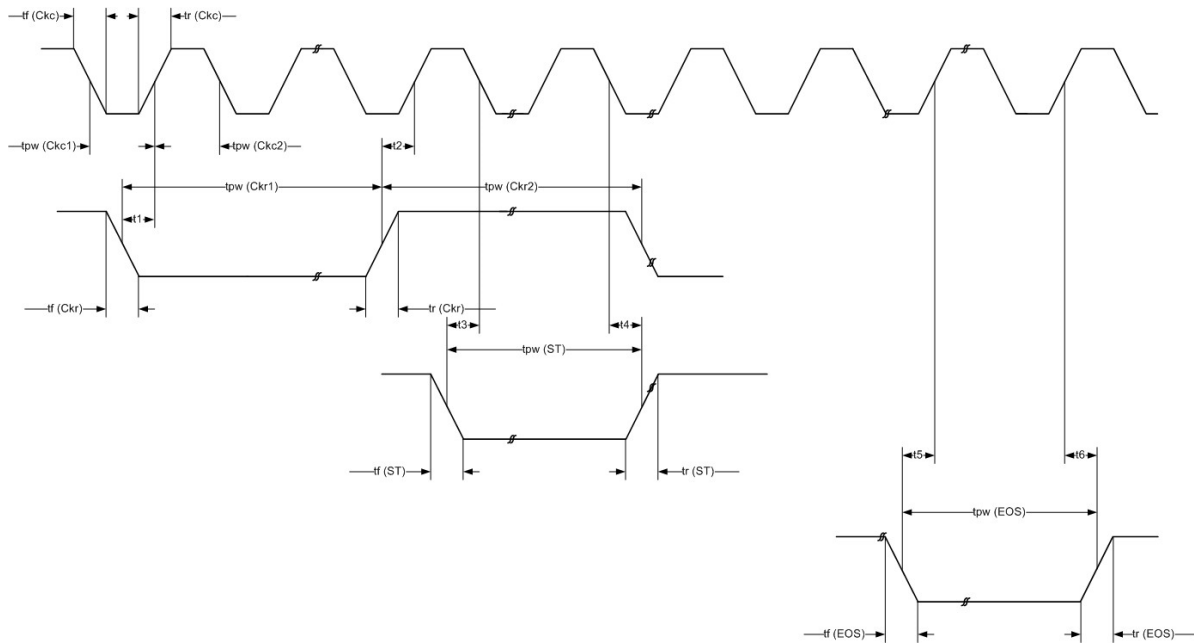 tf (Ckc)
tr (Ckc)
tpw (Ckc1)
tpw (Ckc2)
t2
tpw (Ckr1)
tpw (Ckr2)
t1
tf (Ckr)
tr (Ckr)
t3
t4
tpw (ST)
tf (ST)
tr (ST)
t5
t6
tpw (EOS)
tf (EOS)
tr (EOS)